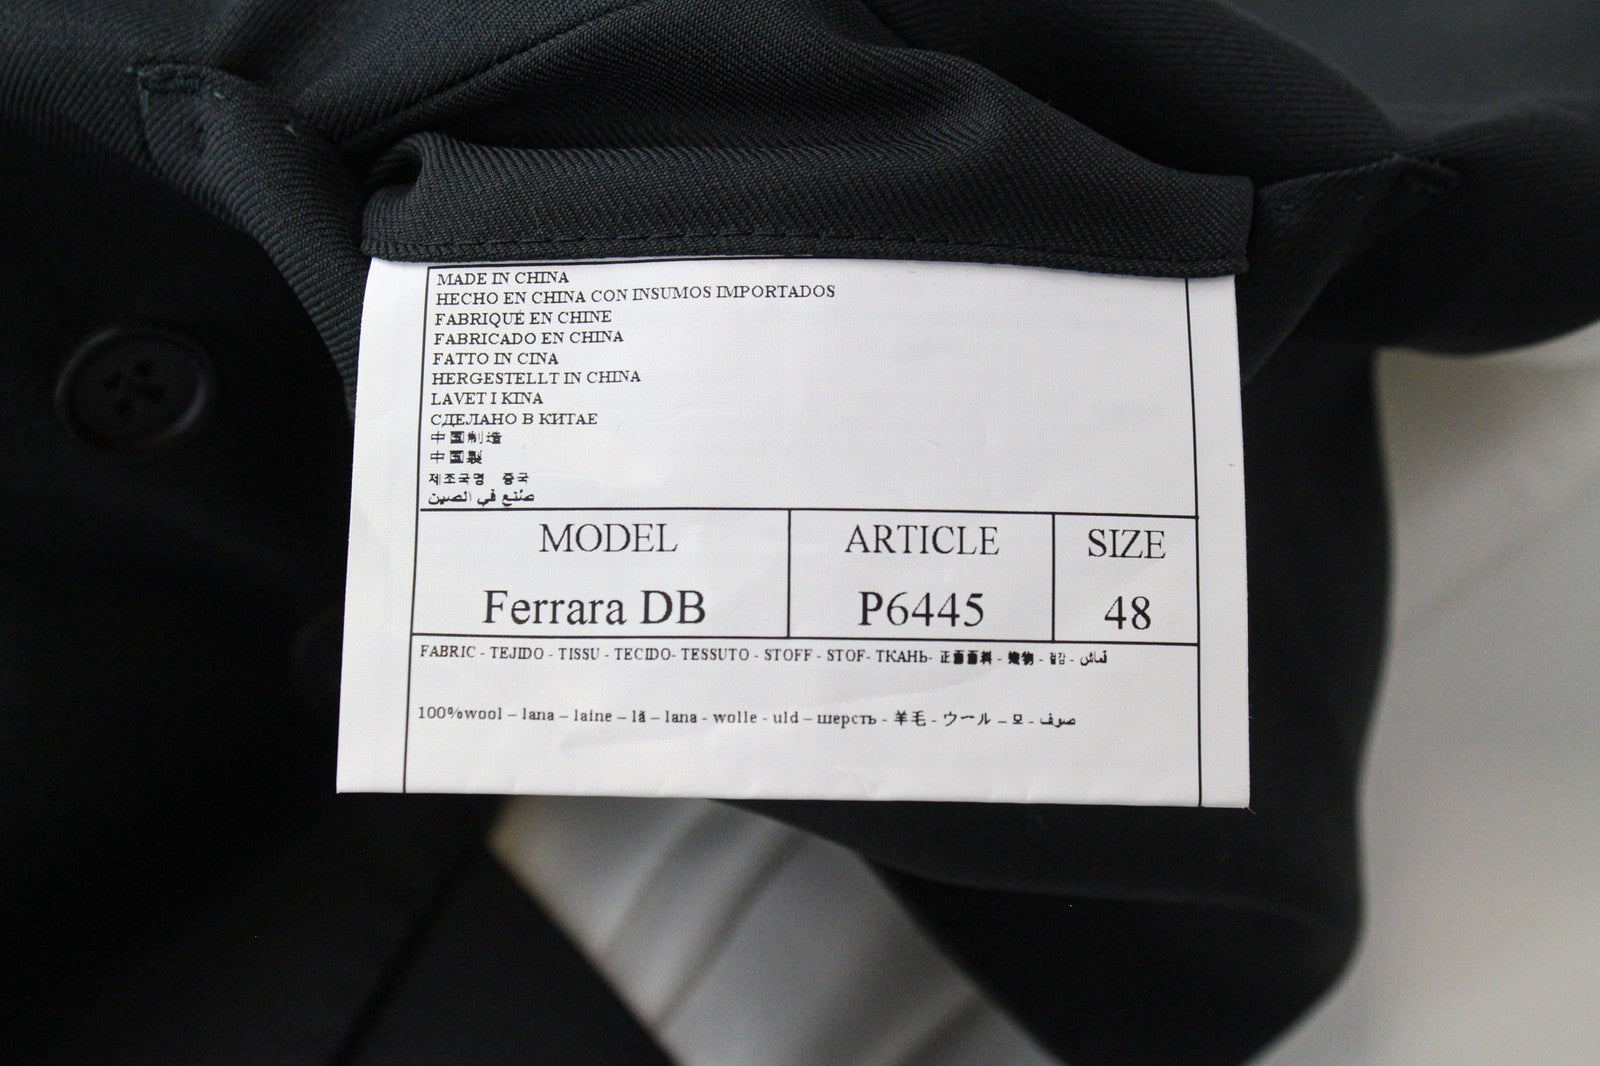 MADE IN CHINA
HECHO EN CHINA CON INSUMOS IMPORTADOS
FABRIQUÉ EN CHINE
FABRICADO EN CHINA
FATTO IN CINA
HERGESTELLT IN CHINA
LAVET I KINA
СДЕЛАНО В КИТАЕ
中国制造
中国製
제조국명 중국
صُنع في الصين
MODEL ARTICLE SIZE
Ferrara DB P6445 48
FABRIC - TEJIDO - TISSU - TECIDO- TESSUTO - STOFF - STOF- ТКАНЬ- 正面面料 - 織物 - 겉감 - قماش
100%wool – lana – laine – lã – lana - wolle - uld – шерсть - 羊毛 - ウール – 모 - صوف